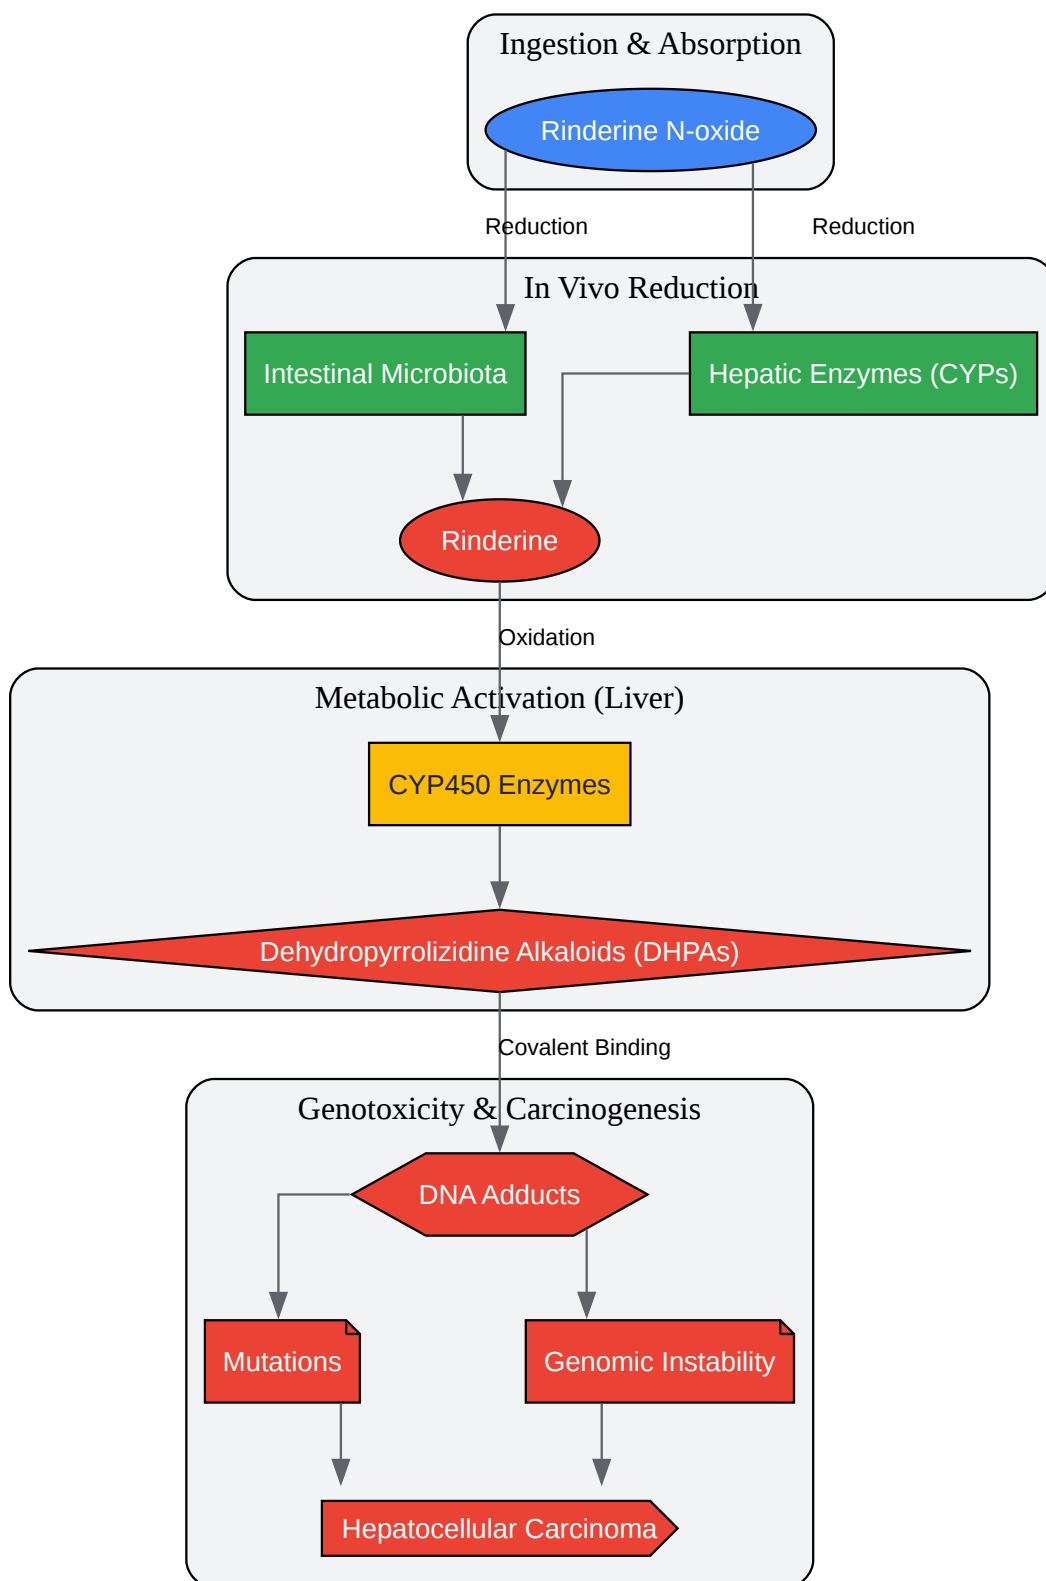 Ingestion & Absorption
Rinderine N-oxide
Reduction
Reduction
In Vivo Reduction
Intestinal Microbiota
Hepatic Enzymes (CYPs)
Rinderine
Oxidation
Metabolic Activation (Liver)
CYP450 Enzymes
Dehydropyrrolizidine Alkaloids (DHPAs)
Covalent Binding
Genotoxicity & Carcinogenesis
DNA Adducts
Mutations
Genomic Instability
Hepatocellular Carcinoma